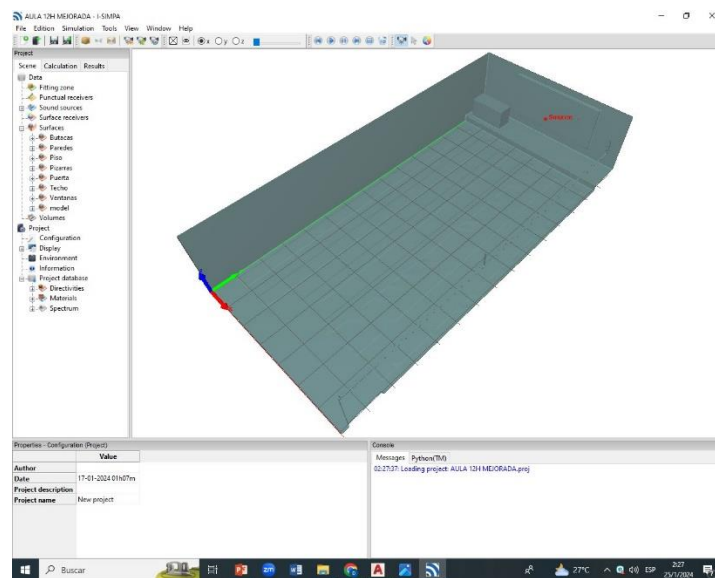 AULA 12H MEJORADA - I-SIMPA
File Edition Simulation Tools View Window Help
x y z
Project
Scene Calculation Results
Data
Fitting zone
Punctual receivers
Sound sources
Surface receivers
Surfaces
Butacas
Paredes
Piso
Pizarras
Puerta
Techo
Ventanas
model
Volumes
Project
Configuration
Display
Environment
Information
Project database
Directivities
Materials
Spectrum
Source
Properties - Configuration (Project)
Value
Author
Date 17-01-2024 01h07m
Project description
Project name New project
Console
Messages Python(TM)
02:27:37: Loading project: AULA 12H MEJORADA.proj
Buscar
27°C
ESP
2:27
25/1/2024